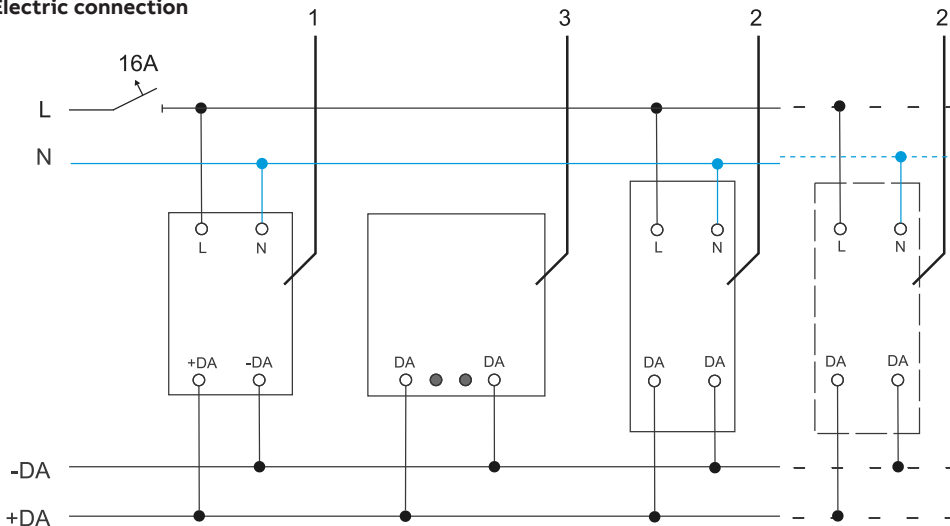 Electric connection
1 3 2 2
16A
L
N
L N L N L N
+DA -DA DA DA DA DA DA DA
-DA
+DA